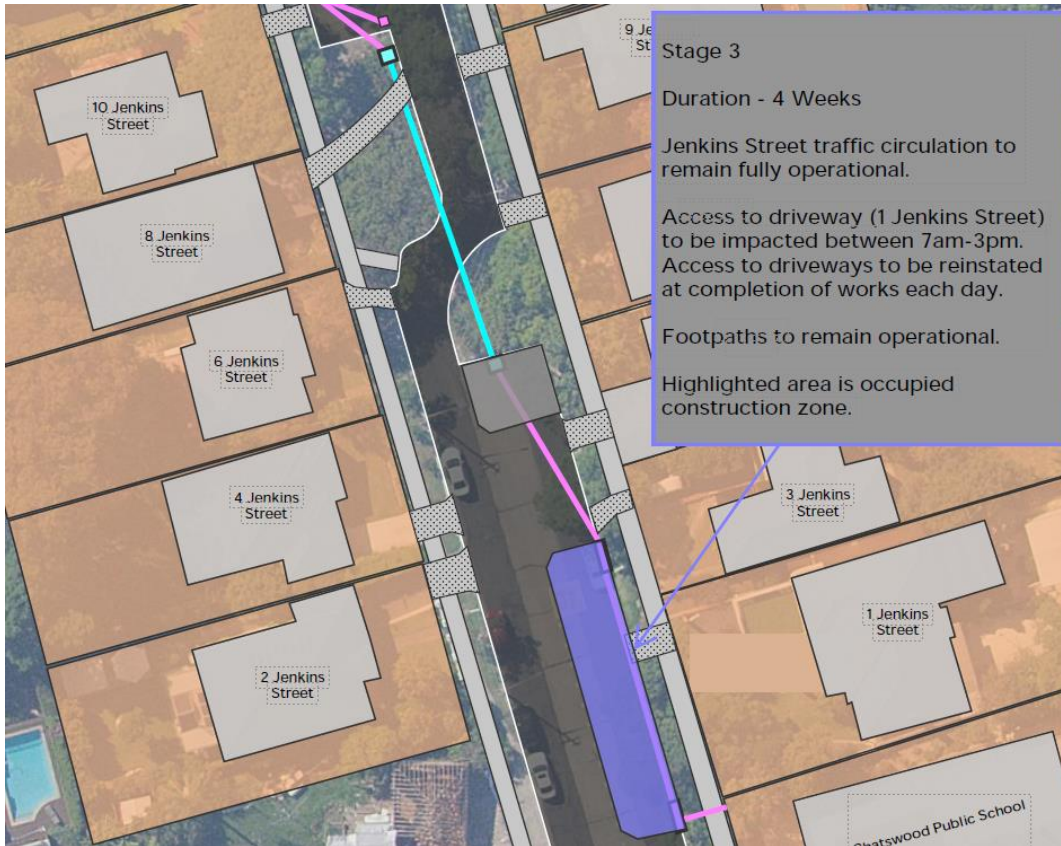 Stage 3
Duration - 4 Weeks
Jenkins Street traffic circulation to
remain fully operational.
Access to driveway (1 Jenkins Street)
to be impacted between 7am-3pm.
Access to driveways to be reinstated
at completion of works each day.
Footpaths to remain operational.
Highlighted area is occupied
construction zone.
9 Je
St
10 Jenkins
Street
8 Jenkins
Street
6 Jenkins
Street
4 Jenkins
Street
3 Jenkins
Street
1 Jenkins
Street
2 Jenkins
Street
Chatswood Public School